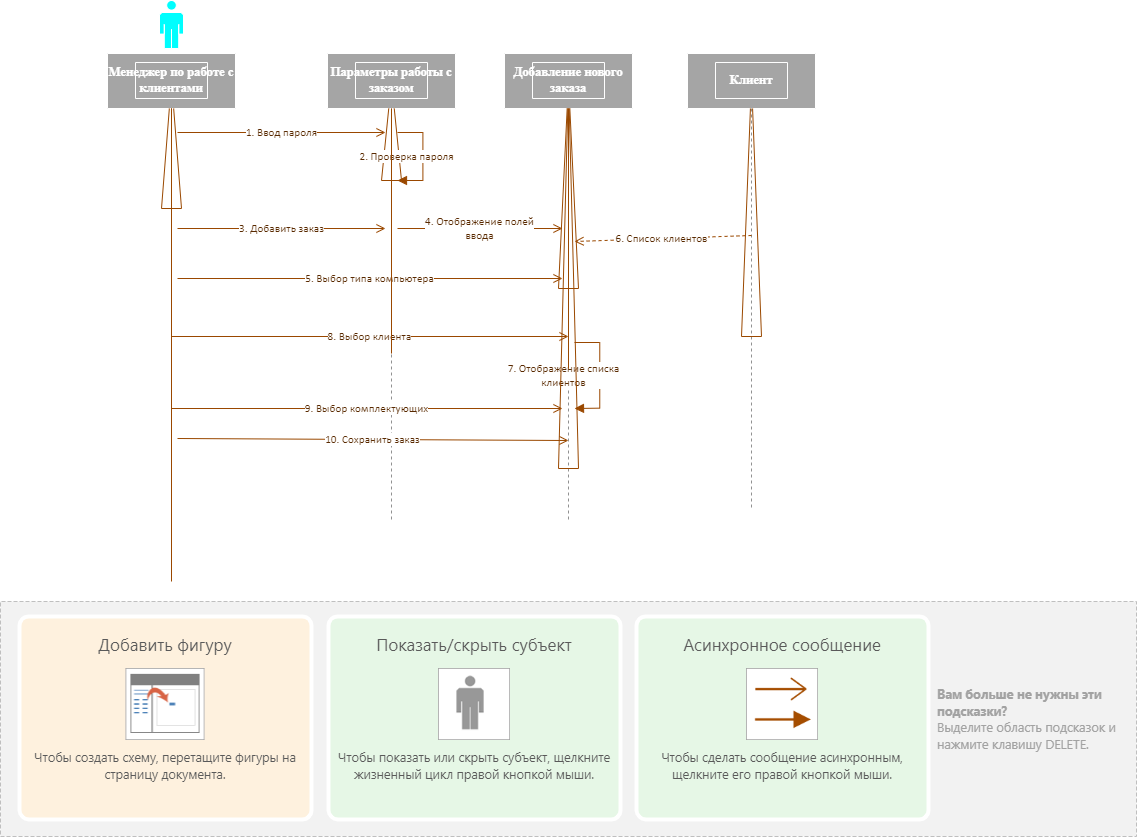 Менеджер по работе с
клиентами
Параметры работы с
заказом
Добавление нового
заказа
Клиент
1. Ввод пароля
2. Проверка пароля
3. Добавить заказ
4. Отображение полей
ввода
6. Список клиентов
5. Выбор типа компьютера
8. Выбор клиента
7. Отображение списка
клиентов
9. Выбор комплектующих
10. Сохранить заказ
Добавить фигуру
Чтобы создать схему, перетащите фигуры на
страницу документа.
Показать/скрыть субъект
Чтобы показать или скрыть субъект, щелкните
жизненный цикл правой кнопкой мыши.
Асинхронное сообщение
Чтобы сделать сообщение асинхронным,
щелкните его правой кнопкой мыши.
Вам больше не нужны эти
подсказки?
Выделите область подсказок и
нажмите клавишу DELETE.